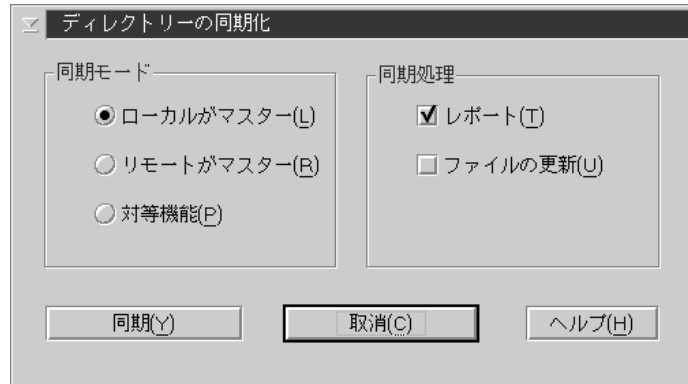 ディレクトリーの同期化
同期モード
ローカルがマスター(L)
リモートがマスター(R)
対等機能(P)
同期処理
レポート(T)
ファイルの更新(U)
同期(Y)
取消(C)
ヘルプ(H)